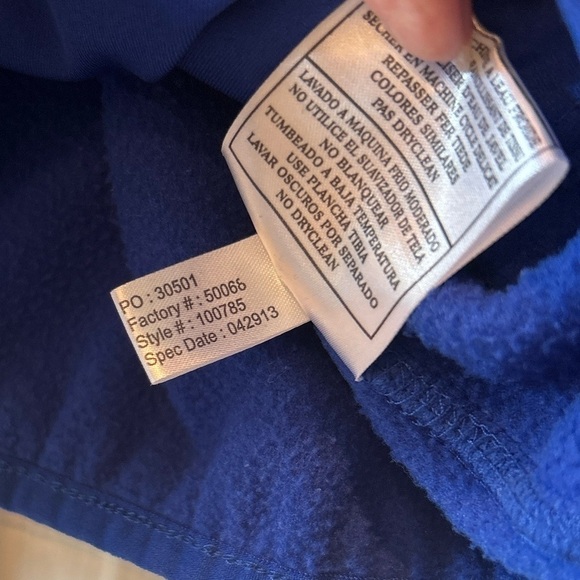 SECHER EN MACHINE CYCLE DELICAT
REPASSER FER TIEDE
COLORES SIMILARES
PAS DRYCLEAN
LAVADO A MAQUINA FRIO MODERADO
NO UTILICE EL SUAVIZADOR DE TELA
NO BLANQUEAR
TUMBEADO A BAJA TEMPERATURA
USE PLANCHA TIBIA
LAVAR OSCUROS POR SEPARADO
NO DRYCLEAN
PO : 30501
Factory # : 50066
Style # : 100785
Spec Date : 042913